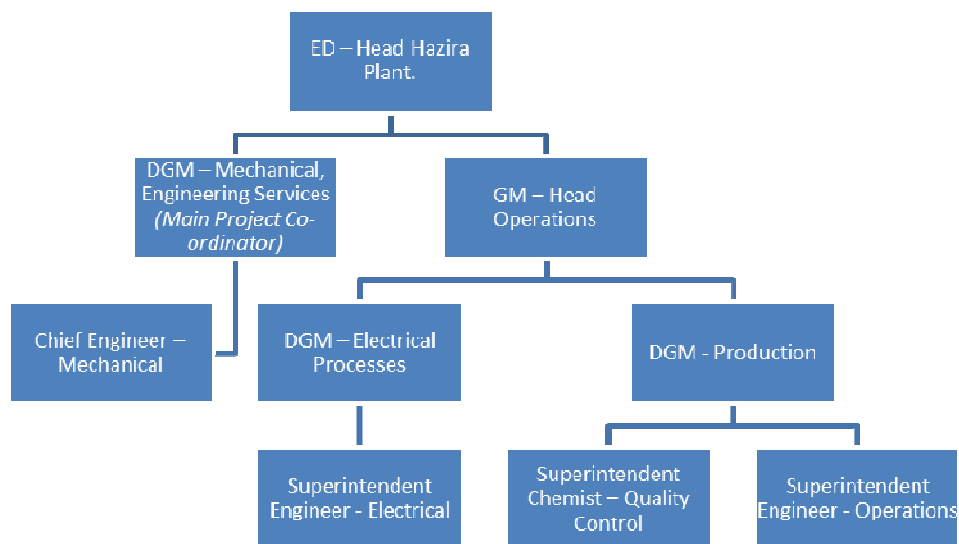 ED – Head Hazira
Plant.
DGM – Mechanical,
Engineering Services
(Main Project Co-
ordinator)
GM – Head
Operations
Chief Engineer –
Mechanical
DGM – Electrical
Processes
DGM - Production
Superintendent
Engineer - Electrical
Superintendent
Chemist – Quality
Control
Superintendent
Engineer - Operations